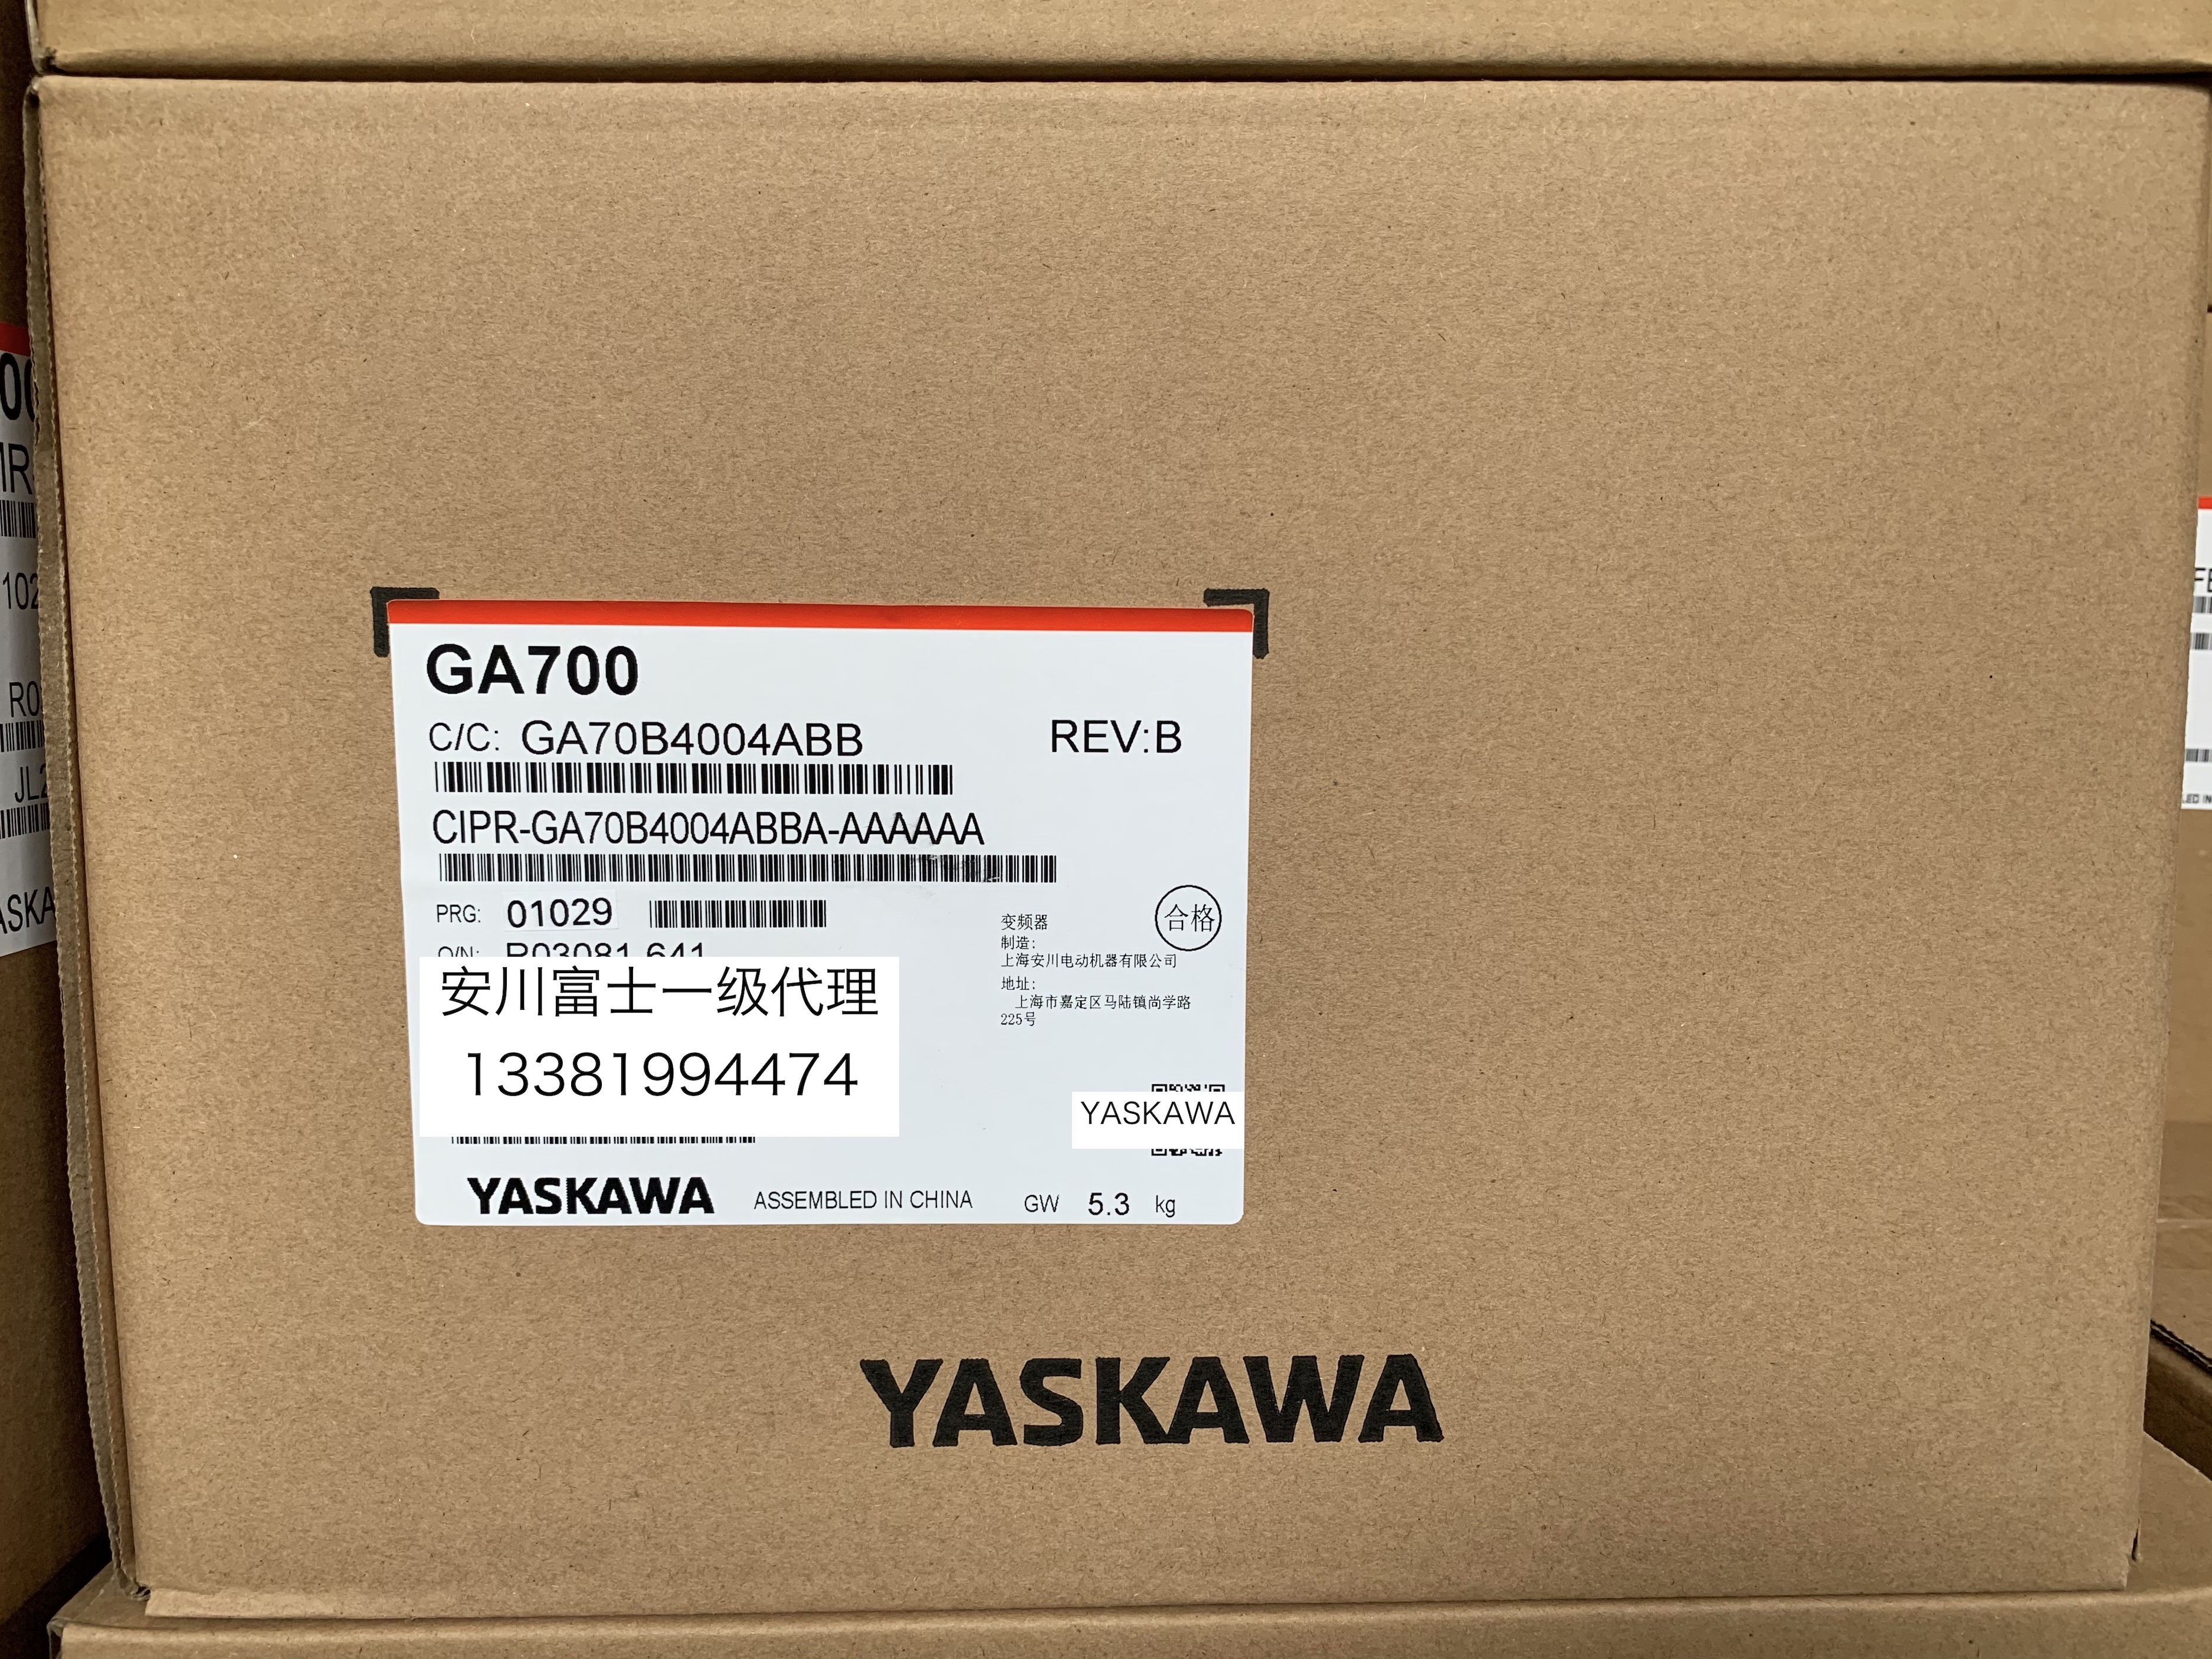 GA700
C/C: GA70B4004ABB
REV:B
CIPR-GA70B4004ABBA-AAAAAA
PRG: 01029
O/N: R03081 641
变频器
合格
制造:
上海安川电动机器有限公司
地址:
上海市嘉定区马陆镇尚学路
225号
安川富士一级代理
13381994474
YASKAWA
YASKAWA
ASSEMBLED IN CHINA
GW 5.3 kg
YASKAWA